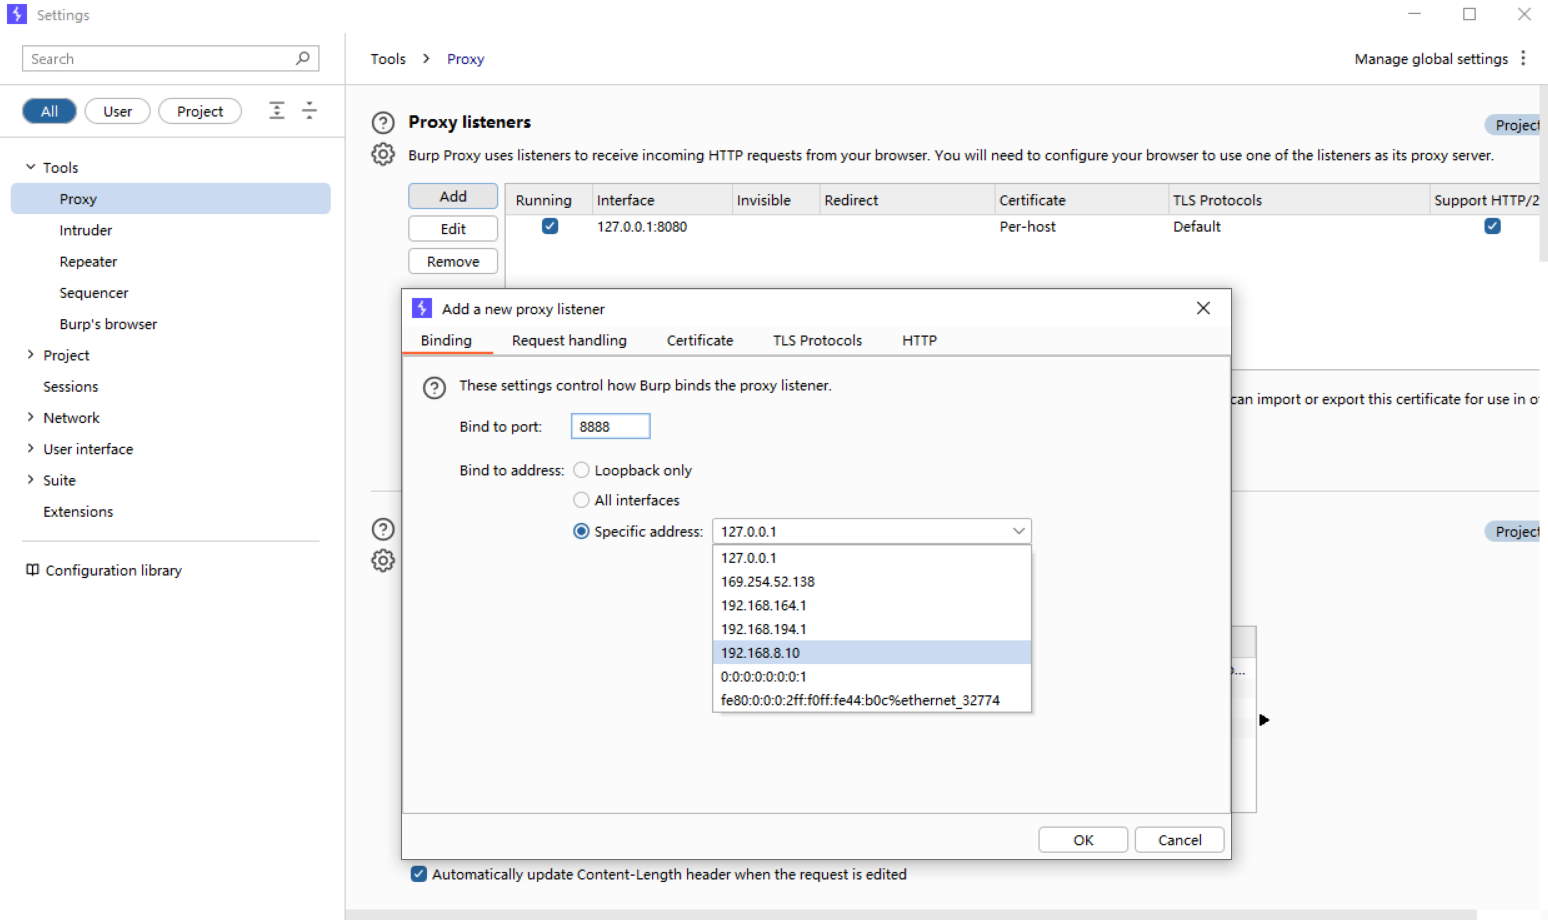 Settings
Search
All
User
Project
Tools
Proxy
Intruder
Repeater
Sequencer
Burp's browser
Project
Sessions
Network
User interface
Suite
Extensions
Configuration library
Tools > Proxy
Manage global settings
Proxy listeners
Project
Burp Proxy uses listeners to receive incoming HTTP requests from your browser. You will need to configure your browser to use one of the listeners as its proxy server.
Add
Edit
Remove
Running Interface Invisible Redirect Certificate TLS Protocols Support HTTP/2
127.0.0.1:8080 Per-host Default
Add a new proxy listener
Binding Request handling Certificate TLS Protocols HTTP
These settings control how Burp binds the proxy listener.
Bind to port: 8888
Bind to address: Loopback only
All interfaces
Specific address: 127.0.0.1
127.0.0.1
169.254.52.138
192.168.164.1
192.168.194.1
192.168.8.10
0:0:0:0:0:0:0:1
fe80:0:0:0:2ff:f0ff:fe44:b0c%ethernet_32774
OK
Cancel
can import or export this certificate for use in
Project
Automatically update Content-Length header when the request is edited